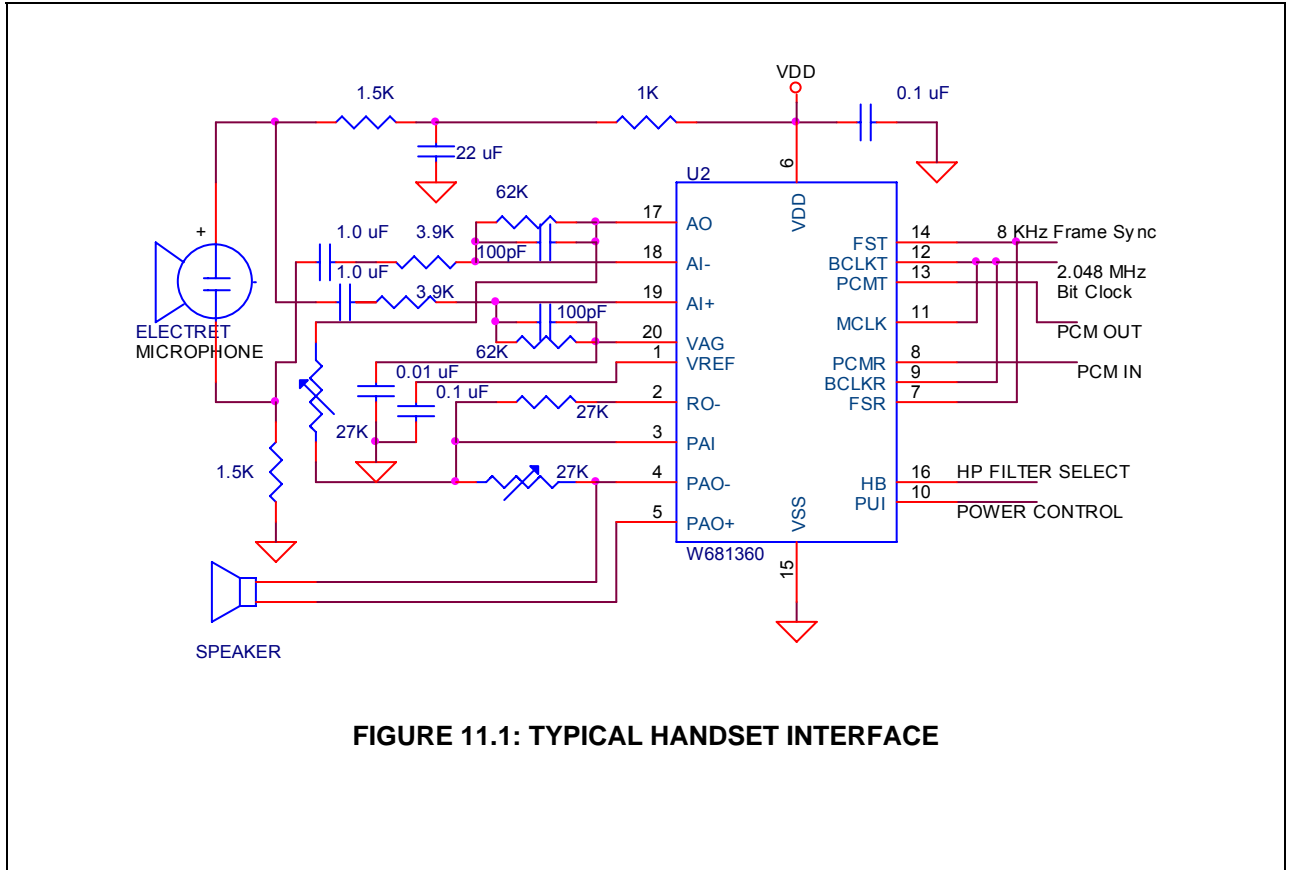 VDD
1.5K
1K
0.1 uF
22 uF
U2
6
VDD
62K
17
AO
14
FST
8 KHz Frame Sync
+
1.0 uF
3.9K
100pF
18
AI-
12
BCLKT
2.048 MHz
Bit Clock
13
PCMT
1.0 uF
3.9K
19
AI+
100pF
11
MCLK
PCM OUT
ELECTRET
MICROPHONE
62K
20
VAG
1
VREF
8
PCMR
PCM IN
0.01 uF
0.1 uF
9
BCLKR
2
RO-
7
FSR
27K
27K
3
PAI
1.5K
27K
4
PAO-
16
HB
HP FILTER SELECT
10
PUI
POWER CONTROL
5
PAO+
VSS
15
W681360
SPEAKER
FIGURE 11.1: TYPICAL HANDSET INTERFACE